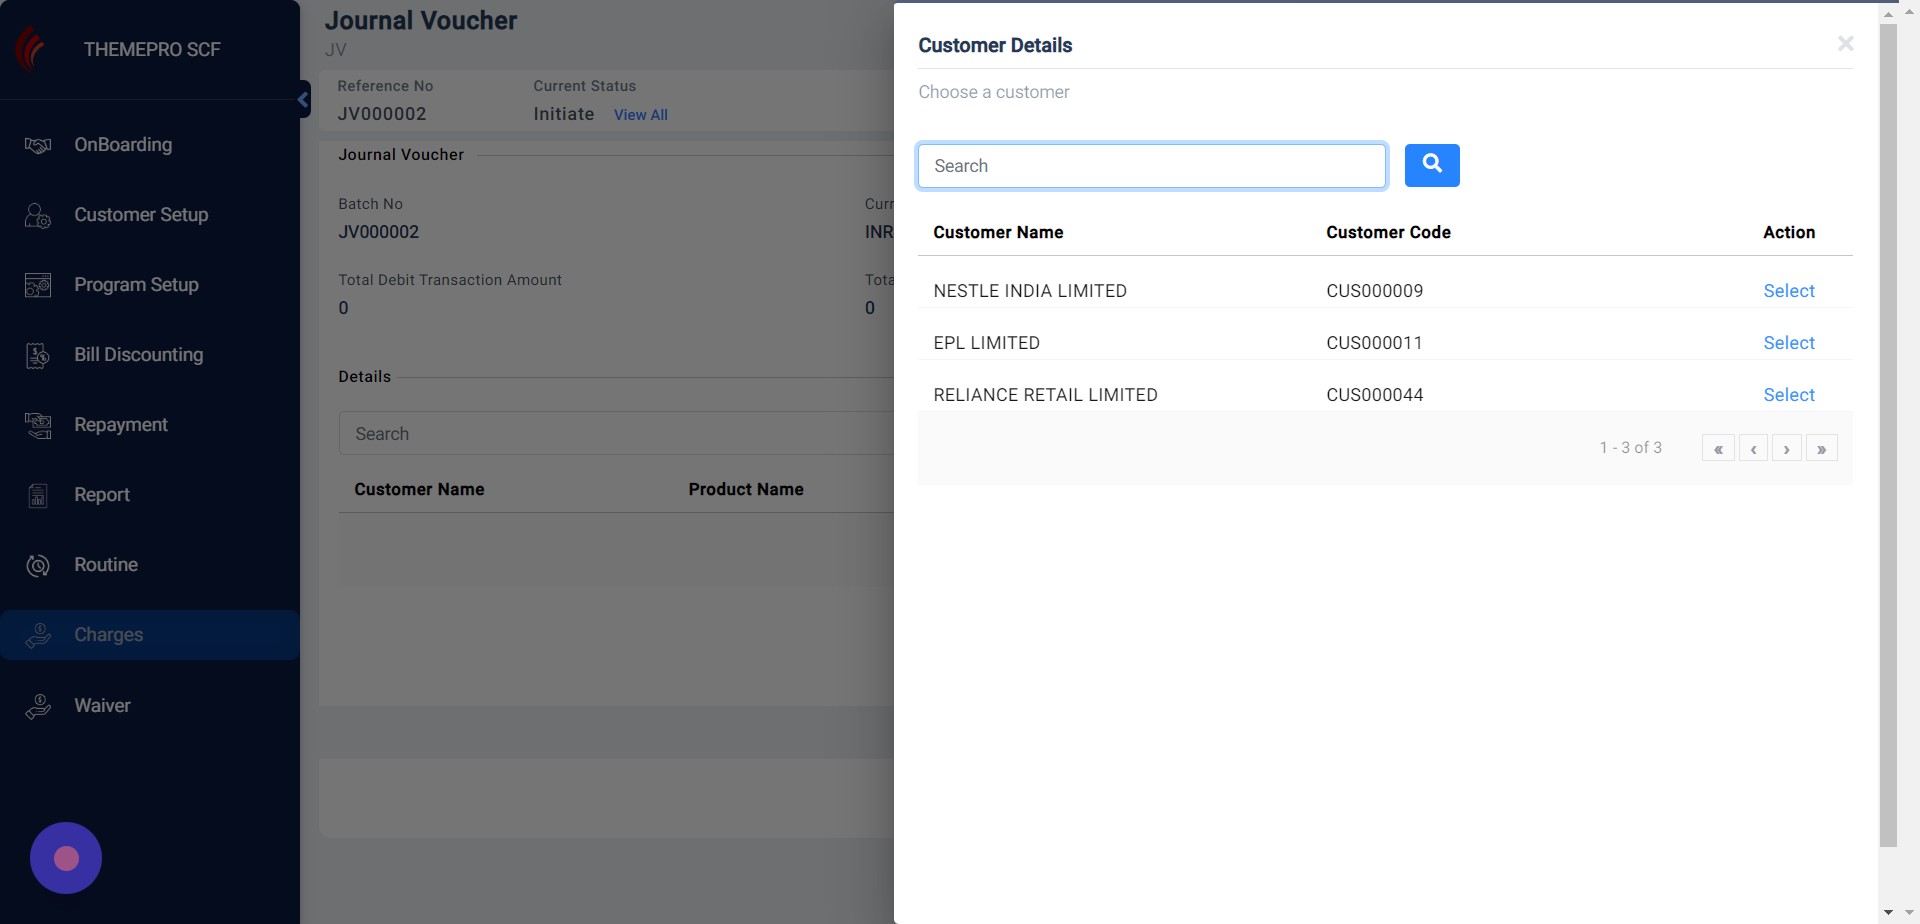 THEMEPRO SCF
OnBoarding
Customer Setup
Program Setup
Bill Discounting
Repayment
Report
Routine
Charges
Waiver
Journal Voucher
JV
Reference No
Current Status
JV000002
Initiate
View All
Journal Voucher
Batch No
JV000002
INR
Total Debit Transaction Amount
0
0
Details
Search
Customer Name
Product Name
Customer Details
×
Choose a customer
Search
Customer Name
Customer Code
Action
NESTLE INDIA LIMITED
CUS000009
Select
EPL LIMITED
CUS000011
Select
RELIANCE RETAIL LIMITED
CUS000044
Select
1 - 3 of 3
« ‹ › »